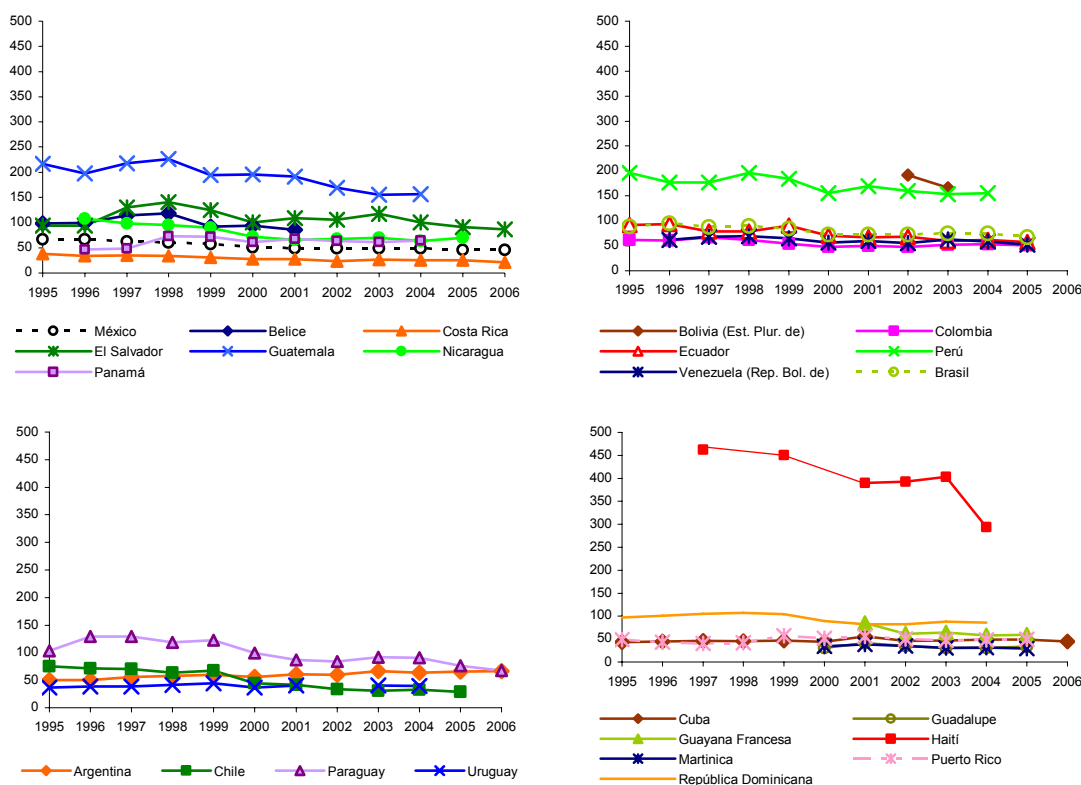 500
450
400
350
300
250
200
150
100
50
0
1995 1996 1997 1998 1999 2000 2001 2002 2003 2004 2005 2006
México Belice Costa Rica
El Salvador Guatemala Nicaragua
Panamá
500
450
400
350
300
250
200
150
100
50
0
1995 1996 1997 1998 1999 2000 2001 2002 2003 2004 2005 2006
Bolivia (Est. Plur. de) Colombia
Ecuador Perú
Venezuela (Rep. Bol. de) Brasil
500
450
400
350
300
250
200
150
100
50
0
1995 1996 1997 1998 1999 2000 2001 2002 2003 2004 2005 2006
Argentina Chile Paraguay Uruguay
500
450
400
350
300
250
200
150
100
50
0
1995 1996 1997 1998 1999 2000 2001 2002 2003 2004 2005 2006
Cuba Guadalupe
Guayana Francesa Haití
Martinica Puerto Rico
República Dominicana